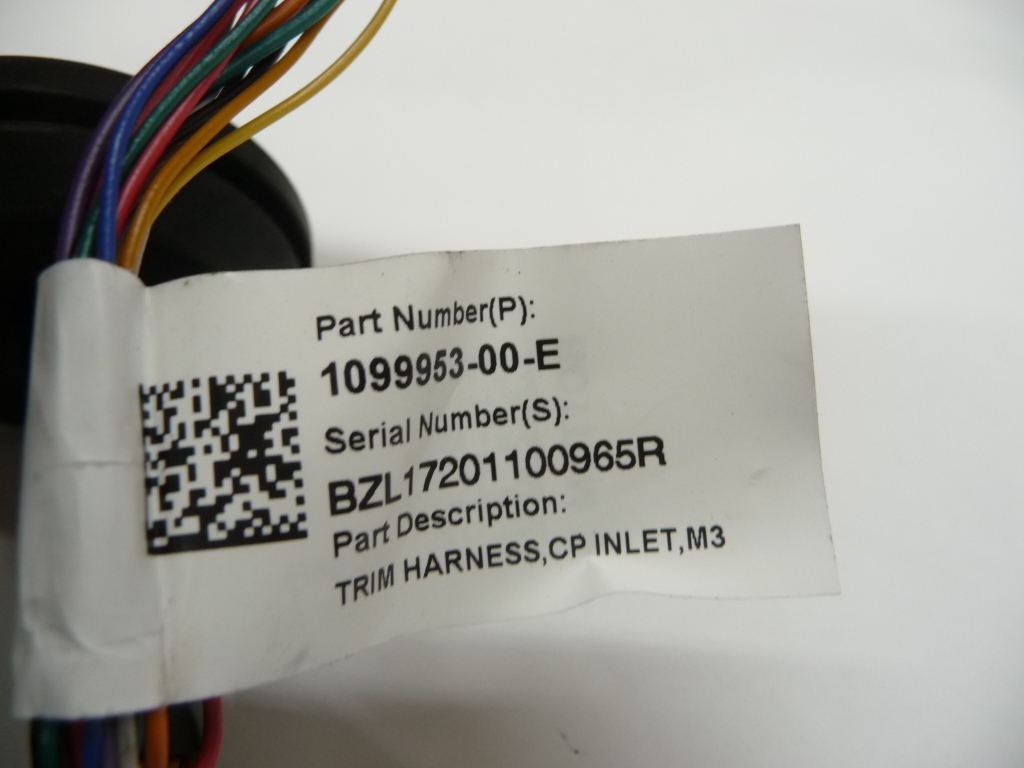 Part Number(P):
1099953-00-E
Serial Number(S):
BZL17201100965R
Part Description:
TRIM HARNESS,CP INLET,M3